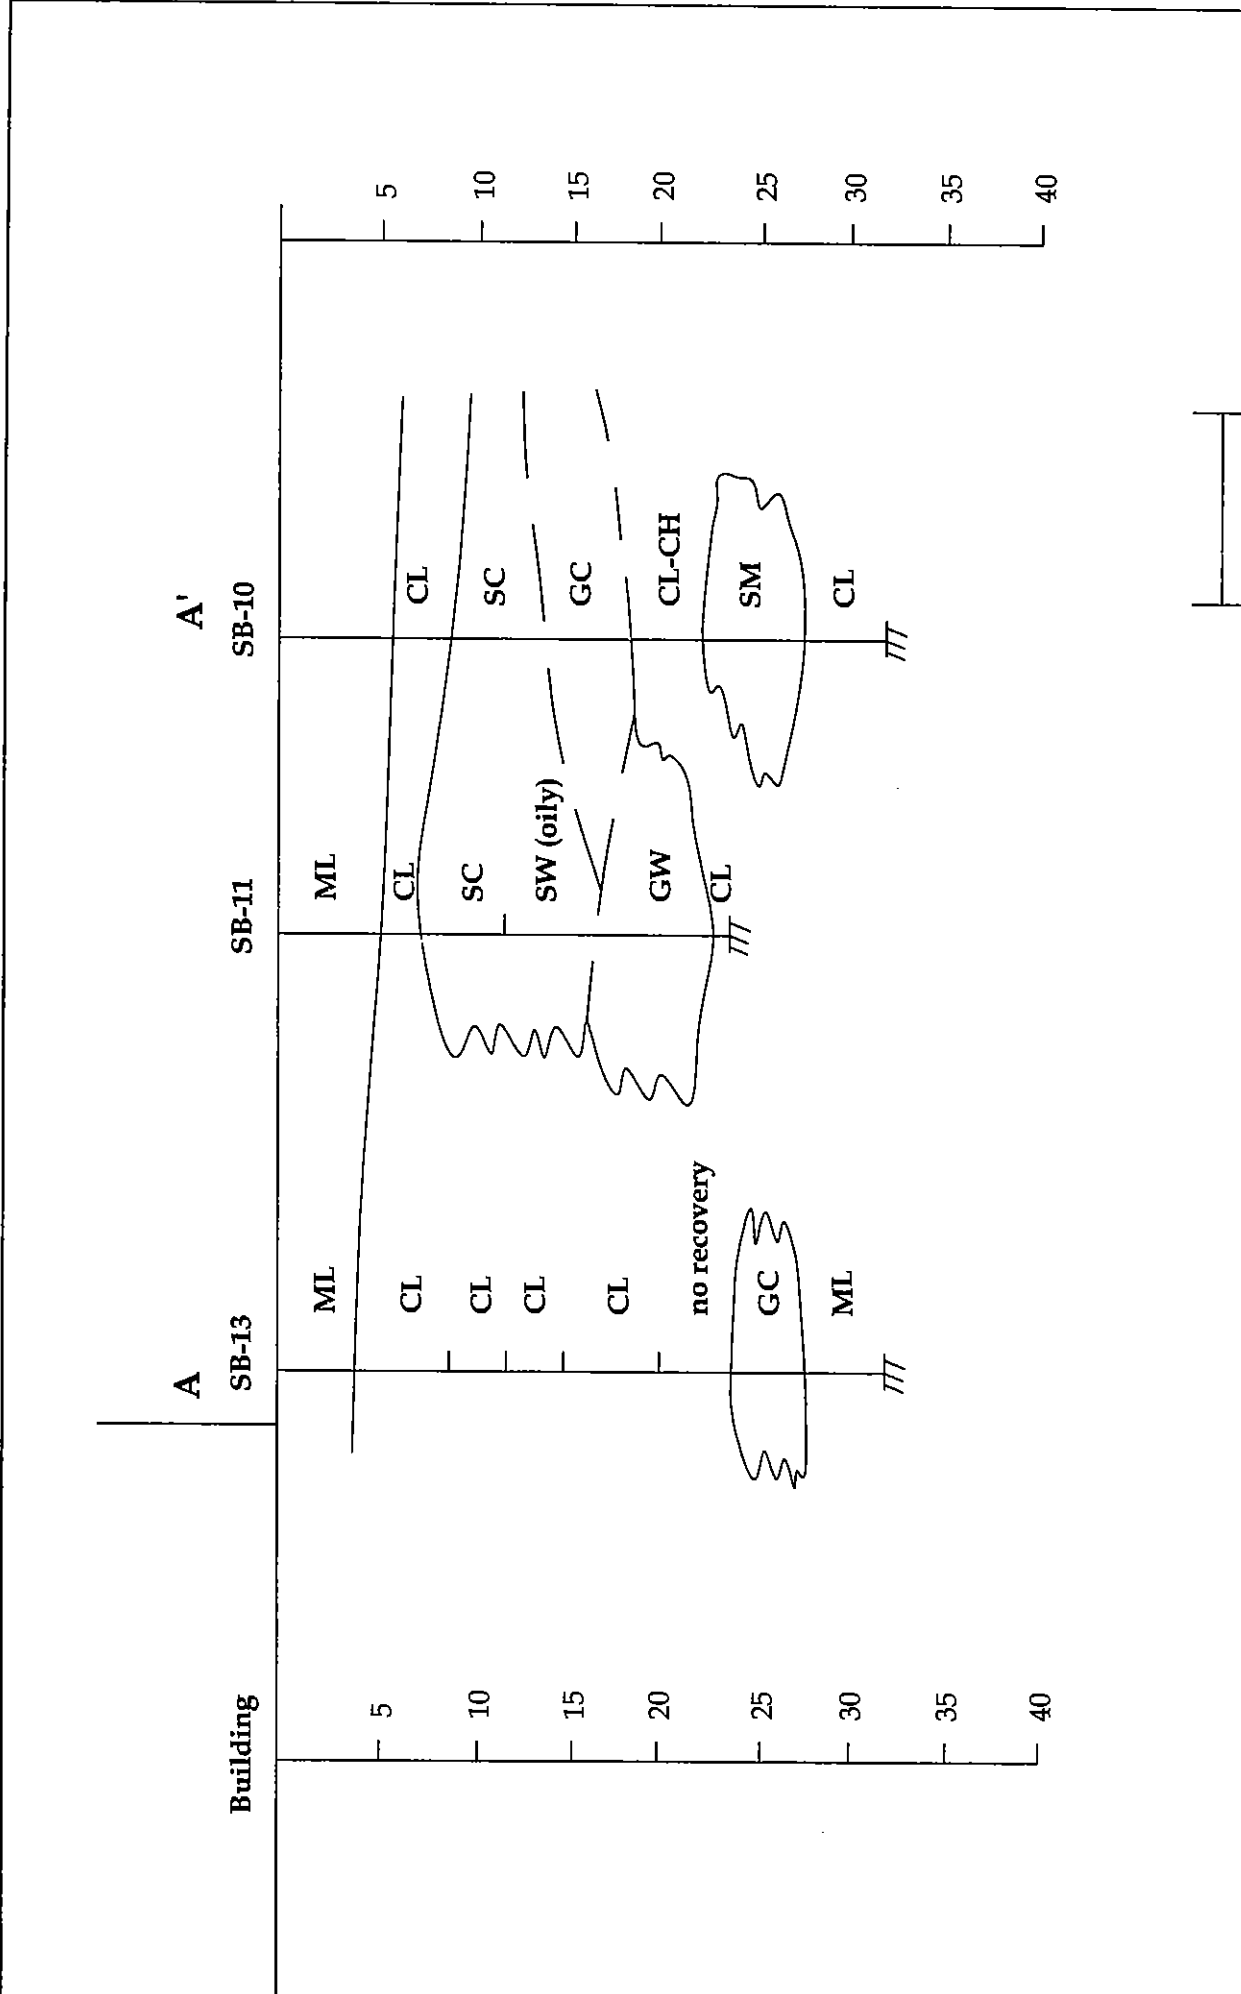 A
A'
Building
SB-13
SB-11
SB-10
ML
ML
CL
CL
CL
CL
SC
SC
CL
SW (oily)
GC
CL
GW
CL-CH
no recovery
CL
SM
GC
ML
CL
5
10
15
20
25
30
35
40
5
10
15
20
25
30
35
40